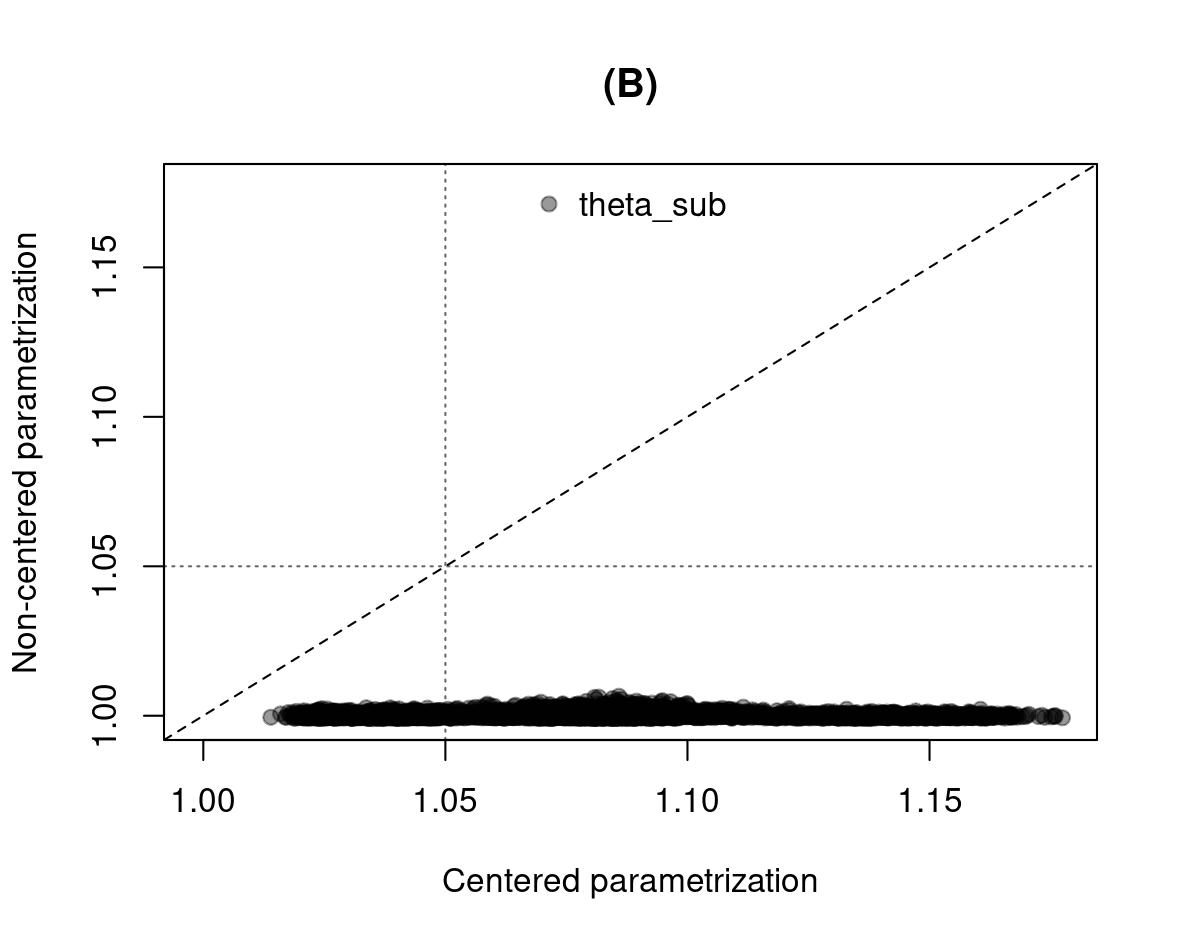 (B)
theta_sub
Non-centered parametrization
1.15
1.10
1.05
1.00
1.00 1.05 1.10 1.15
Centered parametrization